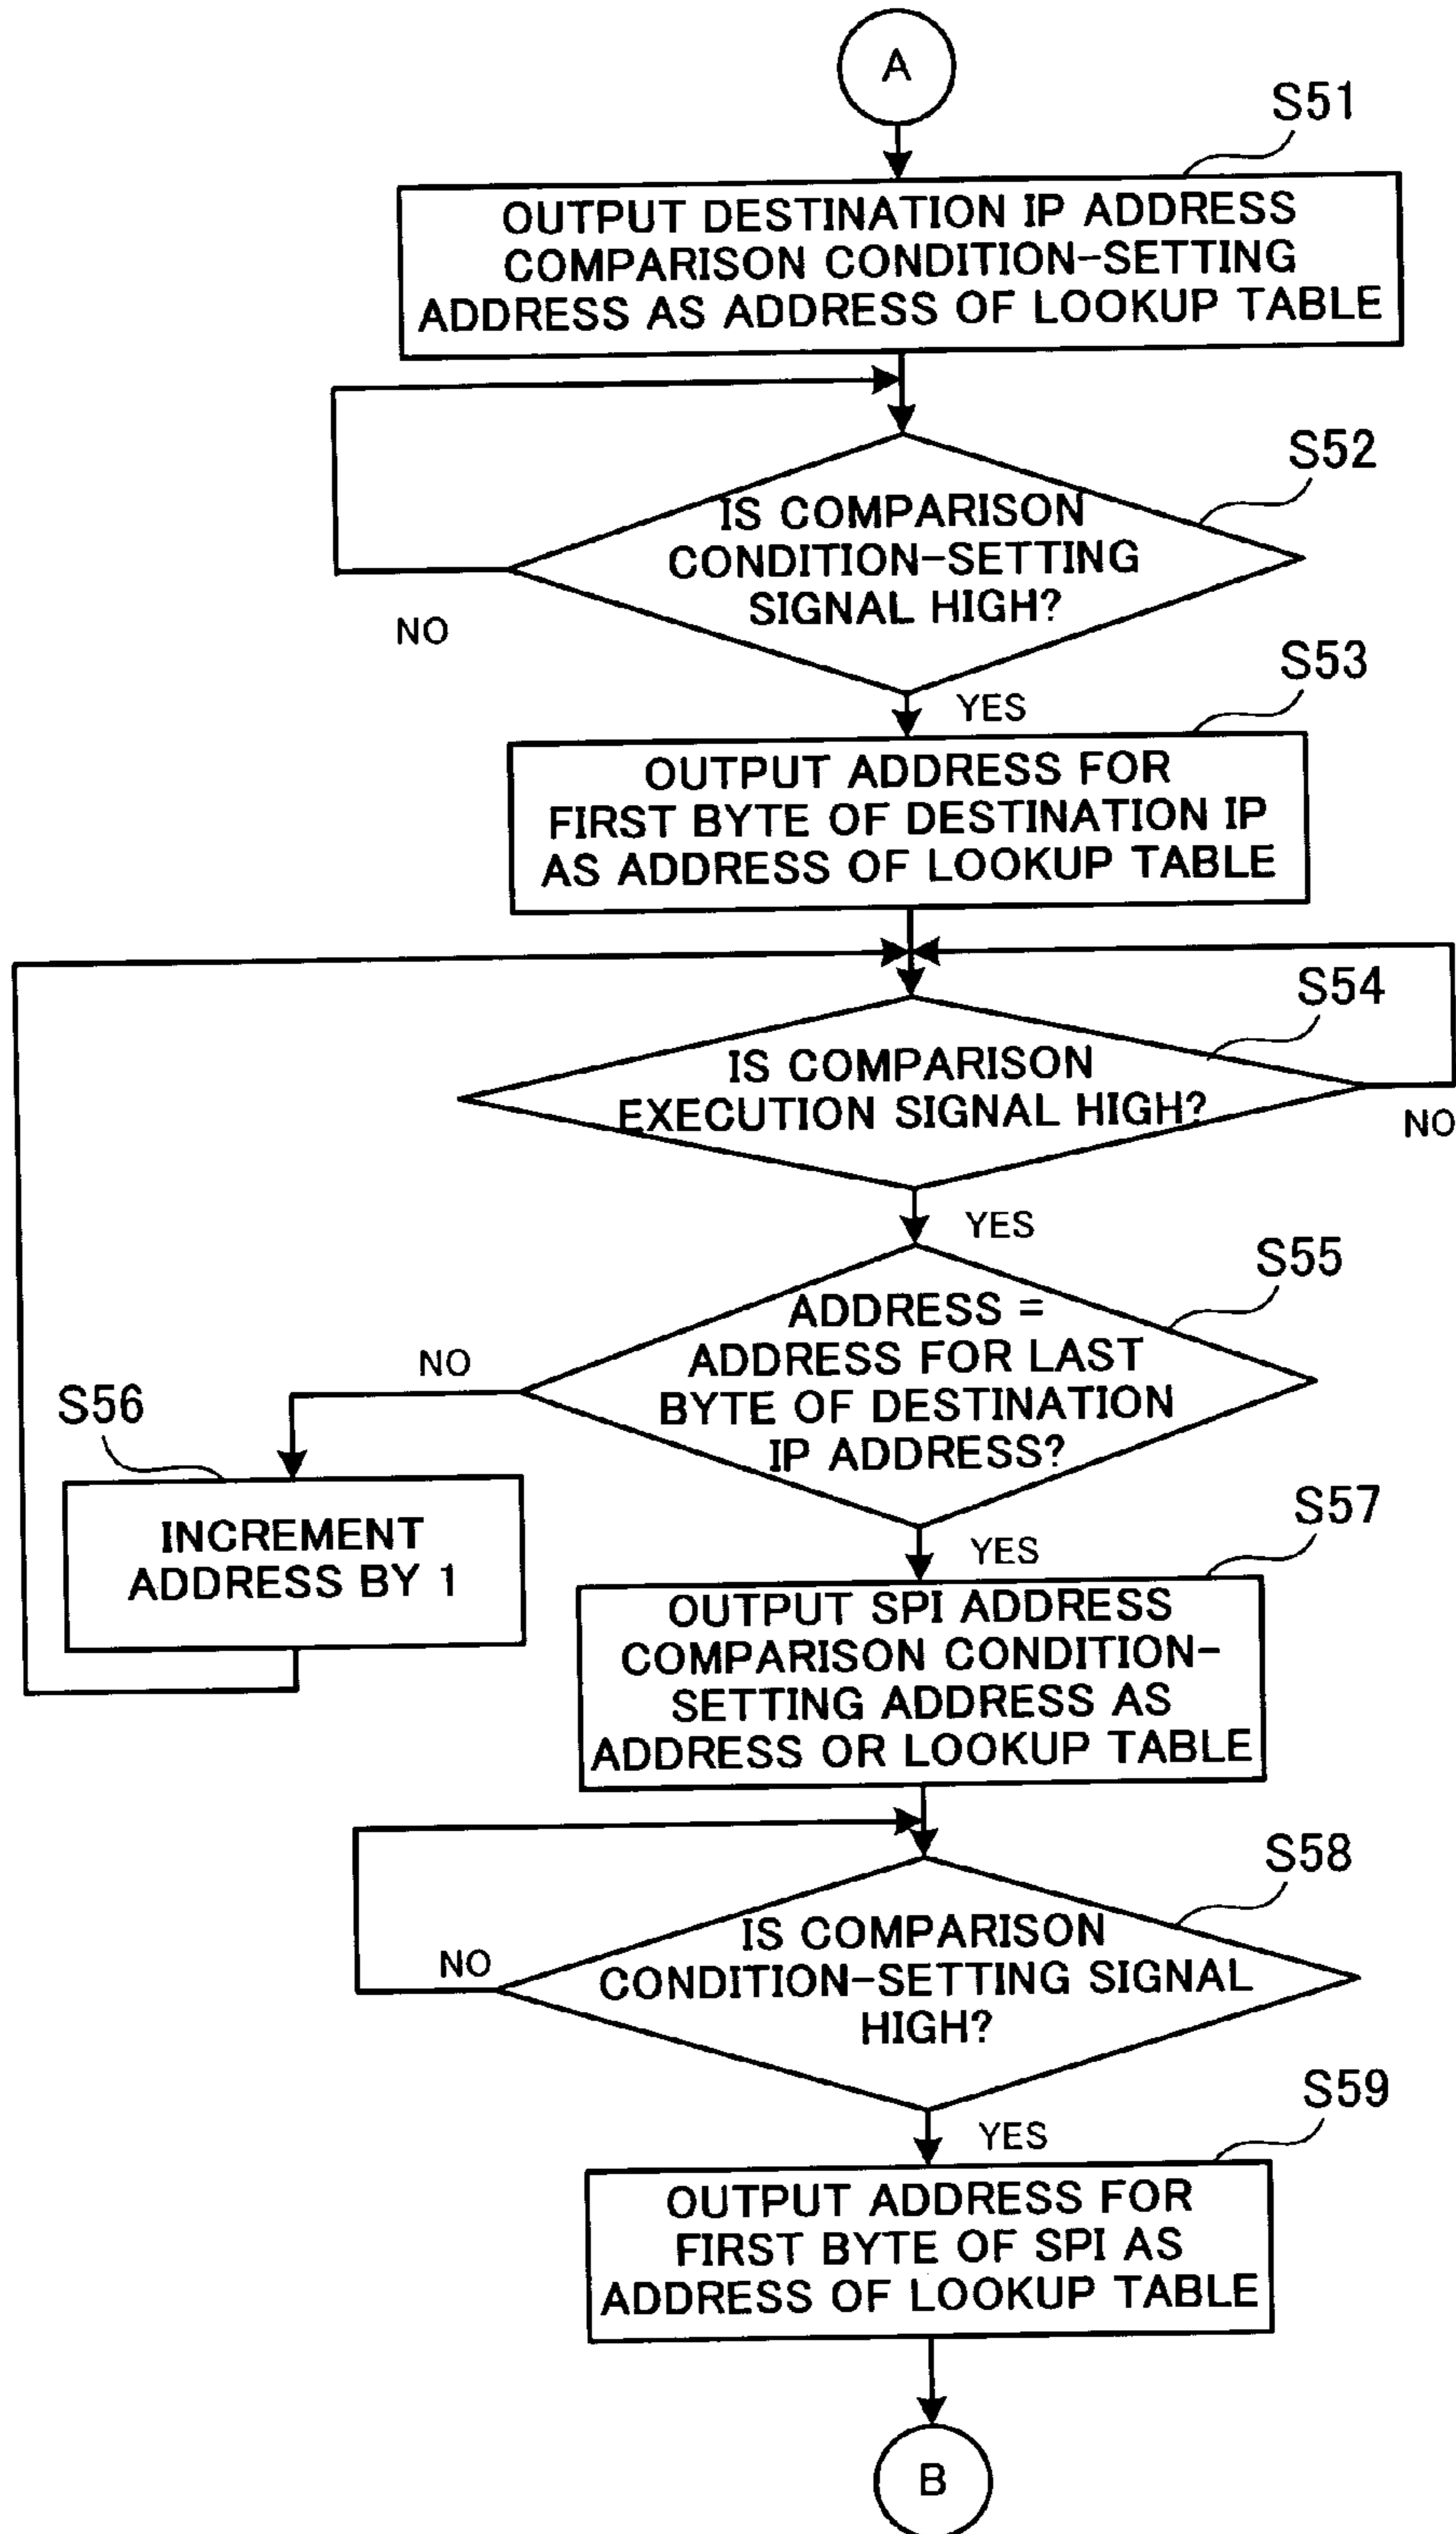 A
S51
OUTPUT DESTINATION IP ADDRESS
COMPARISON CONDITION-SETTING
ADDRESS AS ADDRESS OF LOOKUP TABLE
S52
IS COMPARISON
CONDITION-SETTING
SIGNAL HIGH?
NO
YES
S53
OUTPUT ADDRESS FOR
FIRST BYTE OF DESTINATION IP
AS ADDRESS OF LOOKUP TABLE
S54
IS COMPARISON
EXECUTION SIGNAL HIGH?
NO
YES
S55
ADDRESS =
ADDRESS FOR LAST
BYTE OF DESTINATION
IP ADDRESS?
NO
S56
INCREMENT
ADDRESS BY 1
YES
S57
OUTPUT SPI ADDRESS
COMPARISON CONDITION-
SETTING ADDRESS AS
ADDRESS OR LOOKUP TABLE
S58
IS COMPARISON
CONDITION-SETTING SIGNAL
HIGH?
NO
YES
S59
OUTPUT ADDRESS FOR
FIRST BYTE OF SPI AS
ADDRESS OF LOOKUP TABLE
B